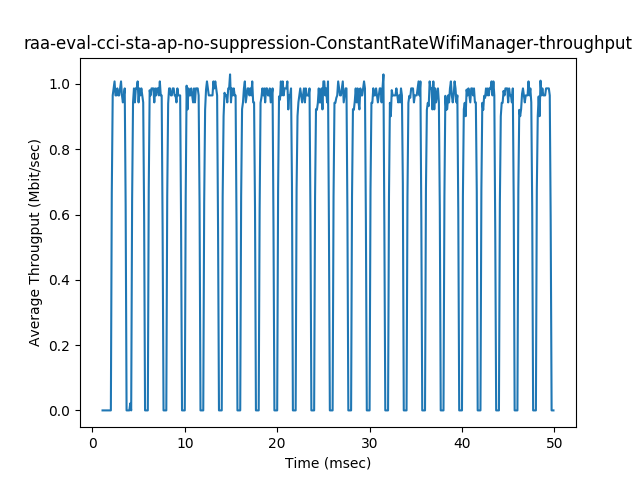 raa-eval-cci-sta-ap-no-suppression-ConstantRateWifiManager-throughput
1.0
0.8
0.6
0.4
0.2
0.0
Average Througput (Mbit/sec)
0 10 20 30 40 50
Time (msec)